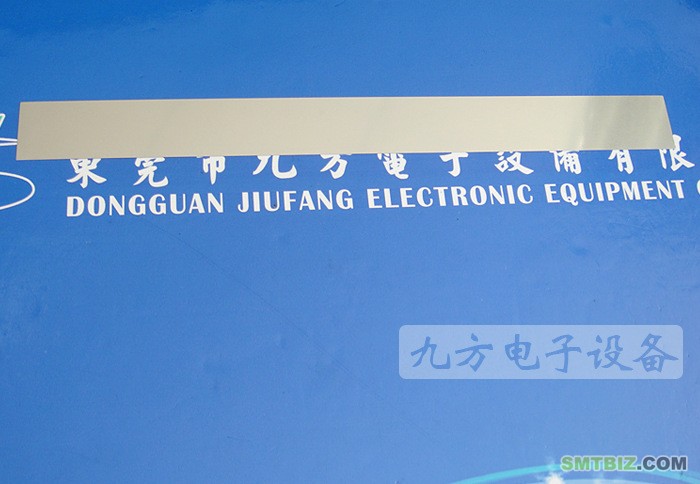 東莞市九方電子設備有限
DONGGUAN JIUFANG ELECTRONIC EQUIPMENT
九方电子设备
SMTBIZ.COM